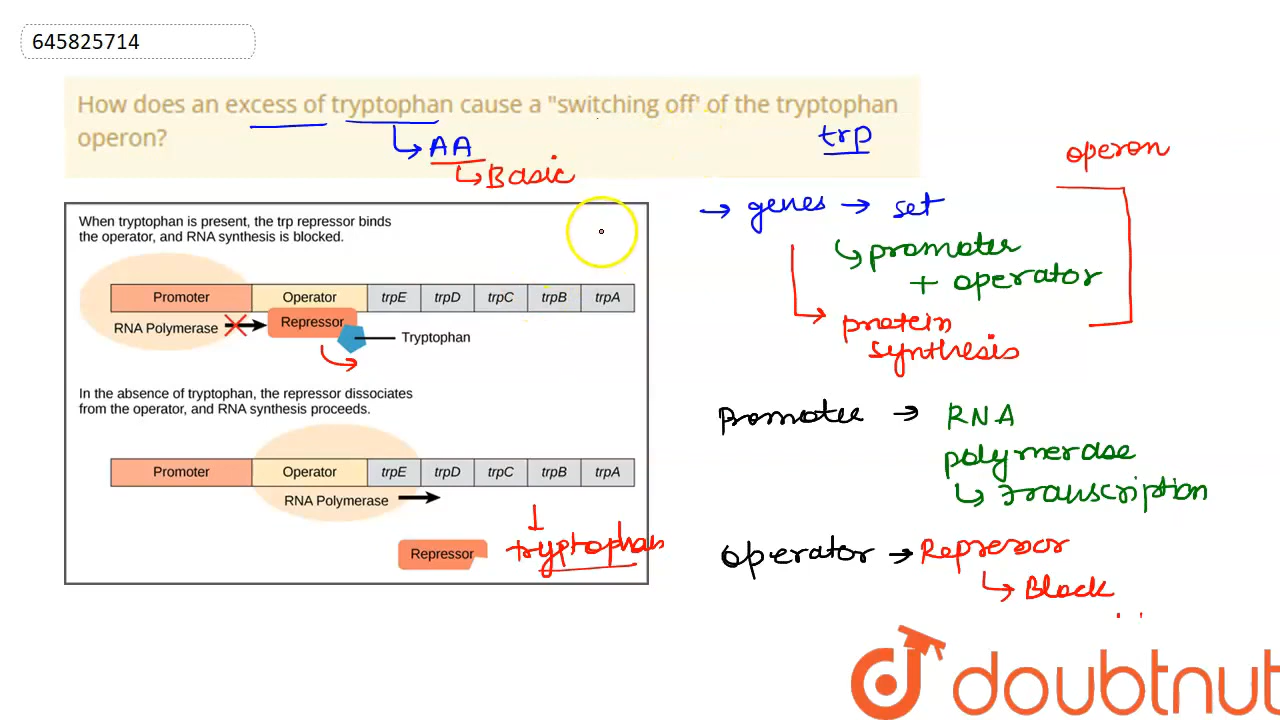 645825714
How does an excess of tryptophan cause a "switching off' of the tryptophan
operon?
trp
AA
Basic
operon
When tryptophan is present, the trp repressor binds
the operator, and RNA synthesis is blocked.
Promoter Operator trpE trpD trpC trpB trpA
RNA Polymerase Repressor
Tryptophan
In the absence of tryptophan, the repressor dissociates
from the operator, and RNA synthesis proceeds.
Promoter Operator trpE trpD trpC trpB trpA
RNA Polymerase
Repressor
tryptophan
→ genes → set
promoter
+ operator
protein
synthesis
Promoter → RNA
polymerase
transcription
operator → Repressor
Block
doubtnut